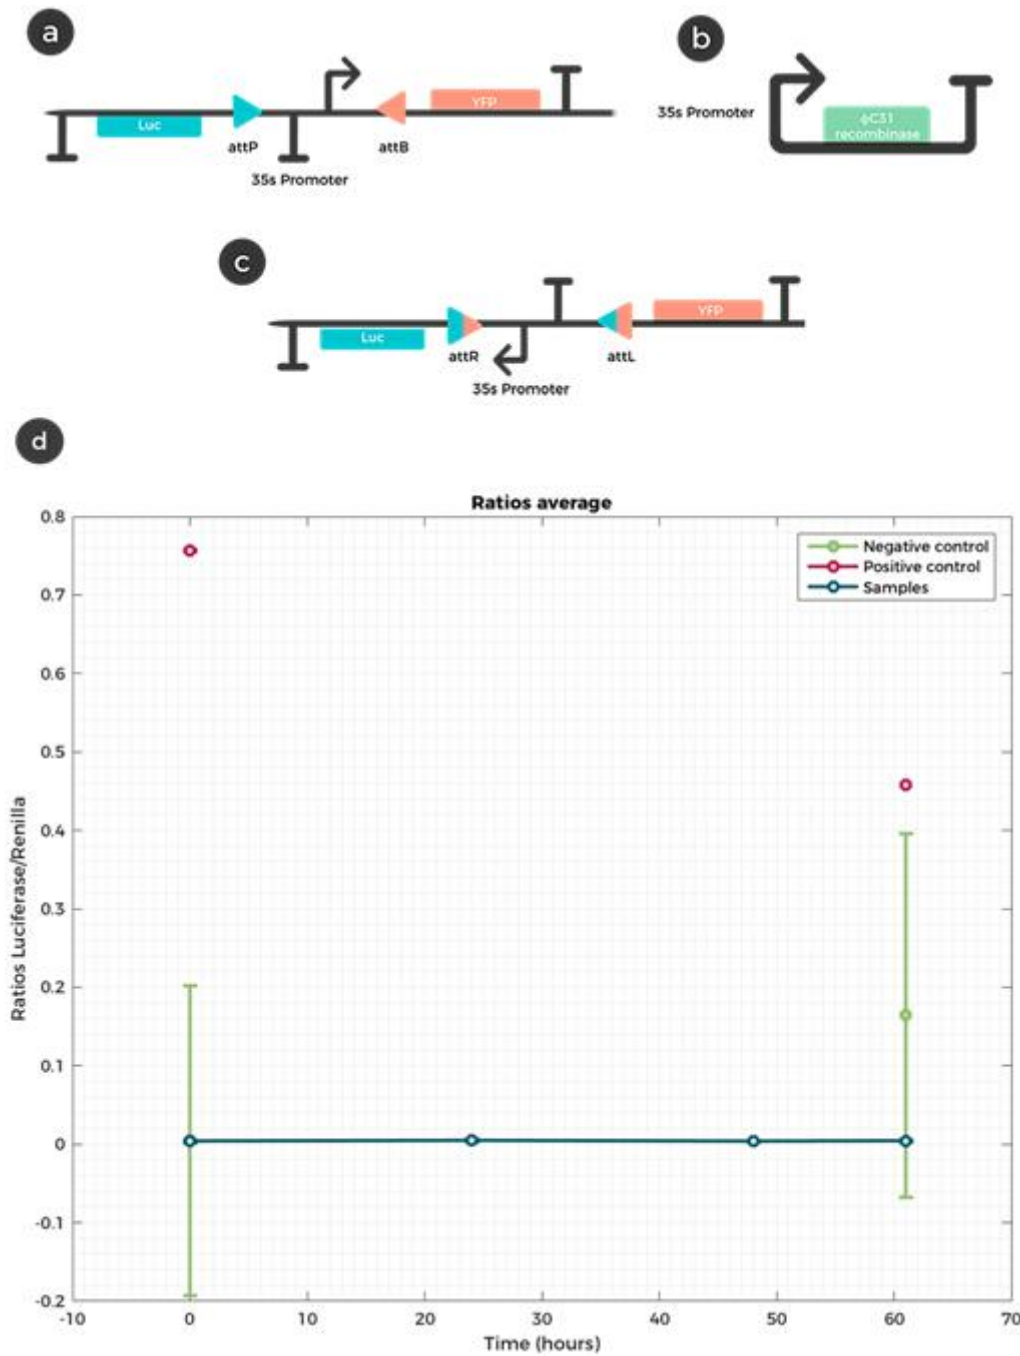 a
b
YFP
Luc
attP
attB
35s Promoter
35s Promoter
ϕC31
recombinase
c
YFP
Luc
attR
attL
35s Promoter
d
Ratios average
Negative control
Positive control
Samples
Ratios Luciferase/Renilla
0.8
0.7
0.6
0.5
0.4
0.3
0.2
0.1
0
-0.1
-0.2
-10 0 10 20 30 40 50 60 70
Time (hours)